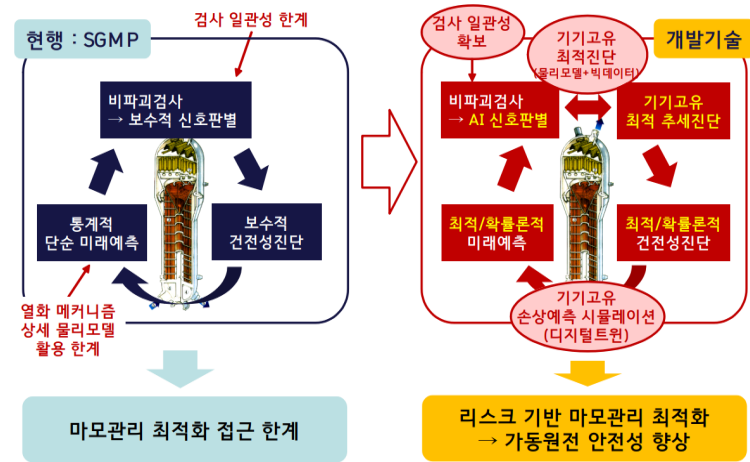 현행 : SGMP
검사 일관성 한계
비파괴검사
→ 보수적 신호판별
통계적
단순 미래예측
보수적
건전성진단
열화 메커니즘
상세 물리모델
활용 한계
마모관리 최적화 접근 한계
개발기술
검사 일관성
확보
기기고유
최적진단
(물리모델+빅데이터)
비파괴검사
→ AI 신호판별
기기고유
최적 추세진단
최적/확률론적
미래예측
최적/확률론적
건전성진단
기기고유
손상예측 시뮬레이션
(디지털트윈)
리스크 기반 마모관리 최적화
→ 가동원전 안전성 향상